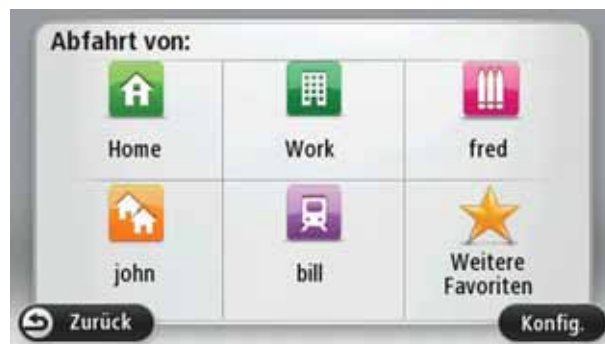 Abfahrt von:
Home
Work
fred
john
bill
Weitere
Favoriten
Zurück
Konfig.